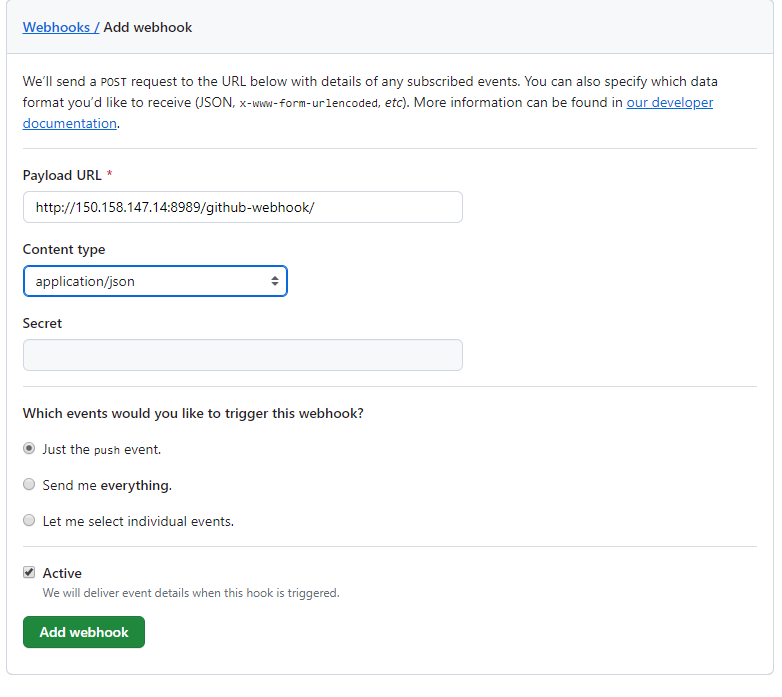 Webhooks / Add webhook
We’ll send a POST request to the URL below with details of any subscribed events. You can also specify which data
format you’d like to receive (JSON, x-www-form-urlencoded, etc). More information can be found in our developer
documentation.
Payload URL *
http://150.158.147.14:8989/github-webhook/
Content type
application/json
Secret
Which events would you like to trigger this webhook?
Just the push event.
Send me everything.
Let me select individual events.
Active
We will deliver event details when this hook is triggered.
Add webhook